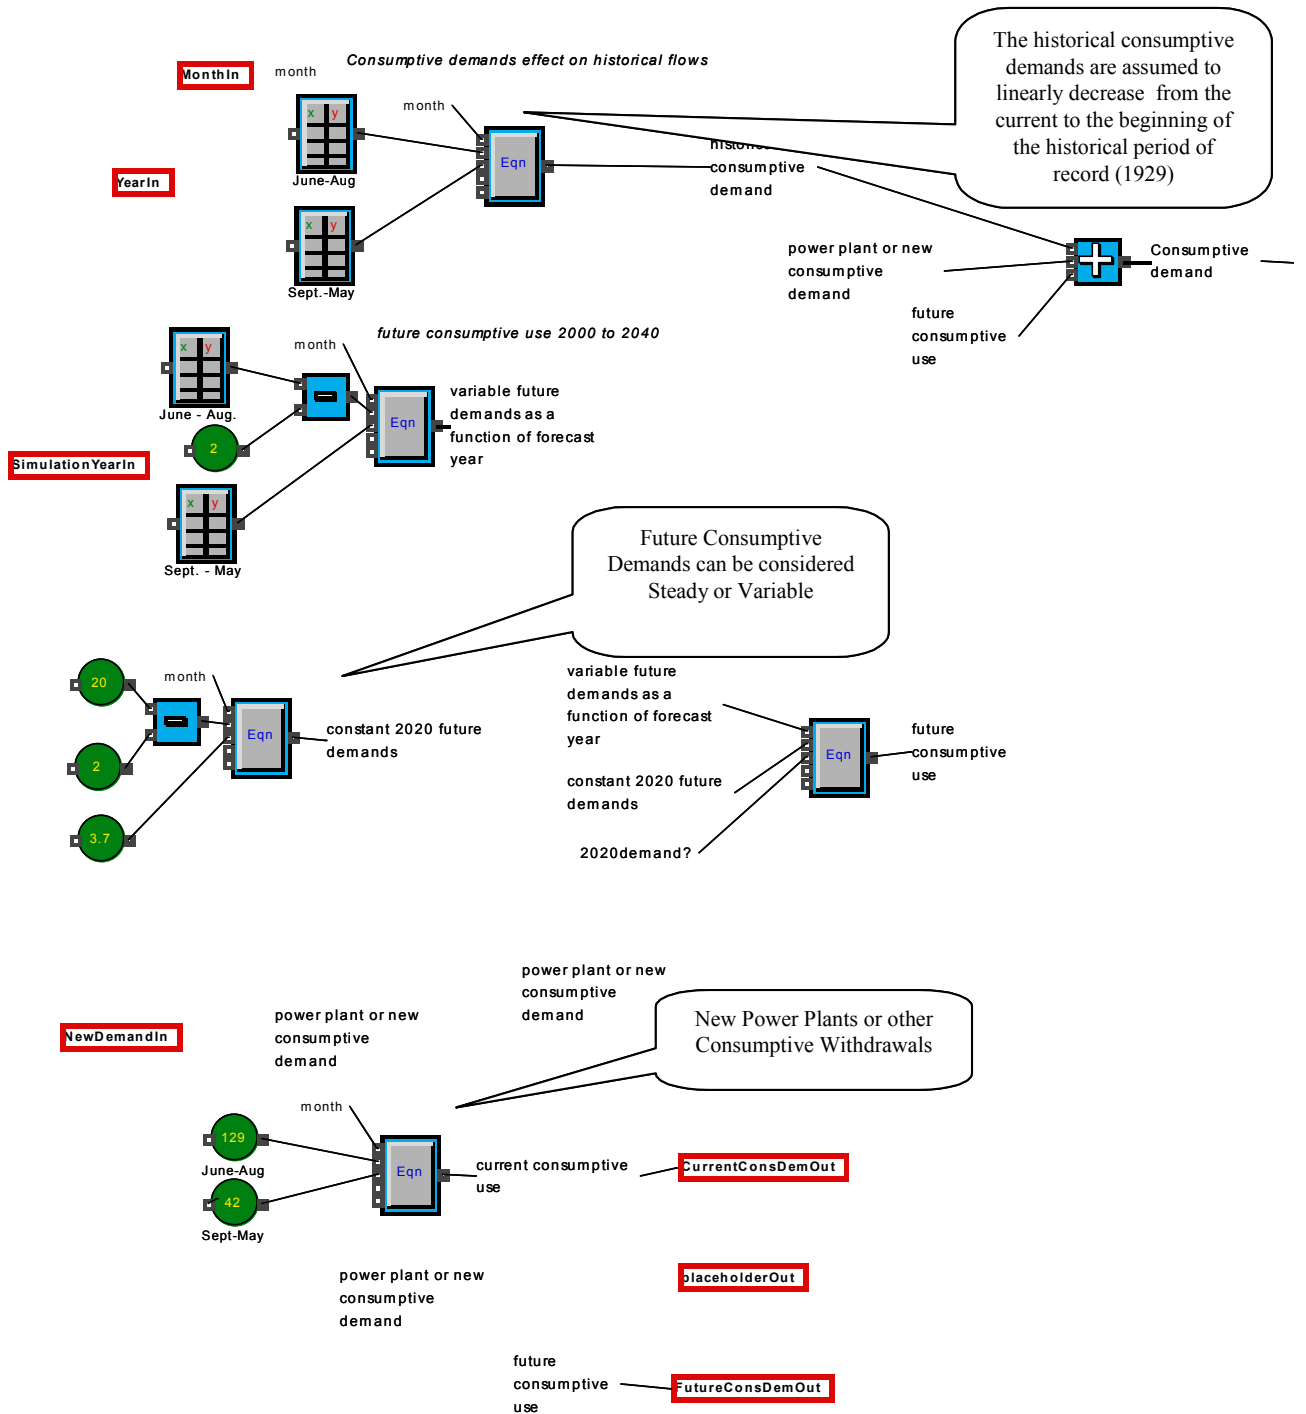 Consumptive demands effect on historical flows
MonthIn
month
The historical consumptive
demands are assumed to
linearly decrease from the
current to the beginning of
the historical period of
record (1929)
x y
June-Aug
month
Eqn
consumptive
demand
YearIn
x y
Sept.-May
power plant or new
consumptive
demand
future
consumptive
use
Consumptive
demand
future consumptive use 2000 to 2040
month
x y
June - Aug.
2
Eqn
variable future
demands as a
function of forecast
year
SimulationYearIn
x y
Sept. - May
Future Consumptive
Demands can be considered
Steady or Variable
20
month
2
3.7
Eqn
constant 2020 future
demands
variable future
demands as a
function of forecast
year
constant 2020 future
demands
2020demand?
Eqn
future
consumptive
use
power plant or new
consumptive
demand
NewDemandIn
power plant or new
consumptive
demand
New Power Plants or other
Consumptive Withdrawals
month
129
June-Aug
42
Sept-May
Eqn
current consumptive
use
CurrentConsDemOut
power plant or new
consumptive
demand
placeholderOut
future
consumptive
use
FutureConsDemOut